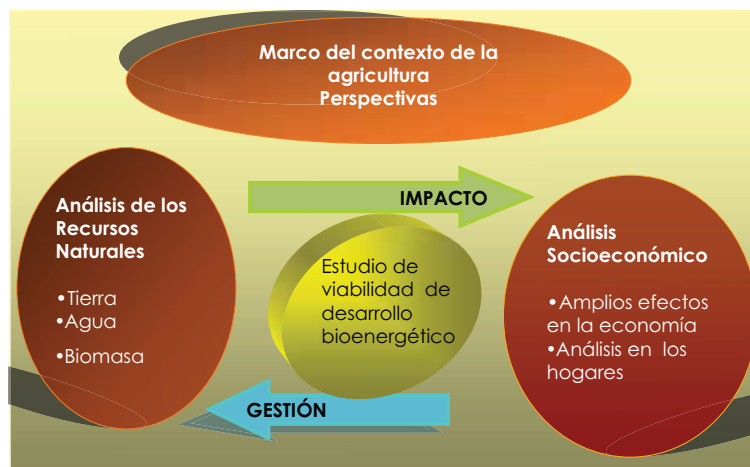 Marco del contexto de la
agricultura
Perspectivas
IMPACTO
Análisis de los
Recursos
Naturales
•Tierra
•Agua
•Biomasa
Estudio de
viabilidad de
desarrollo
bioenergético
Análisis
Socioeconómico
•Amplios efectos
en la economía
•Análisis en los
hogares
GESTIÓN